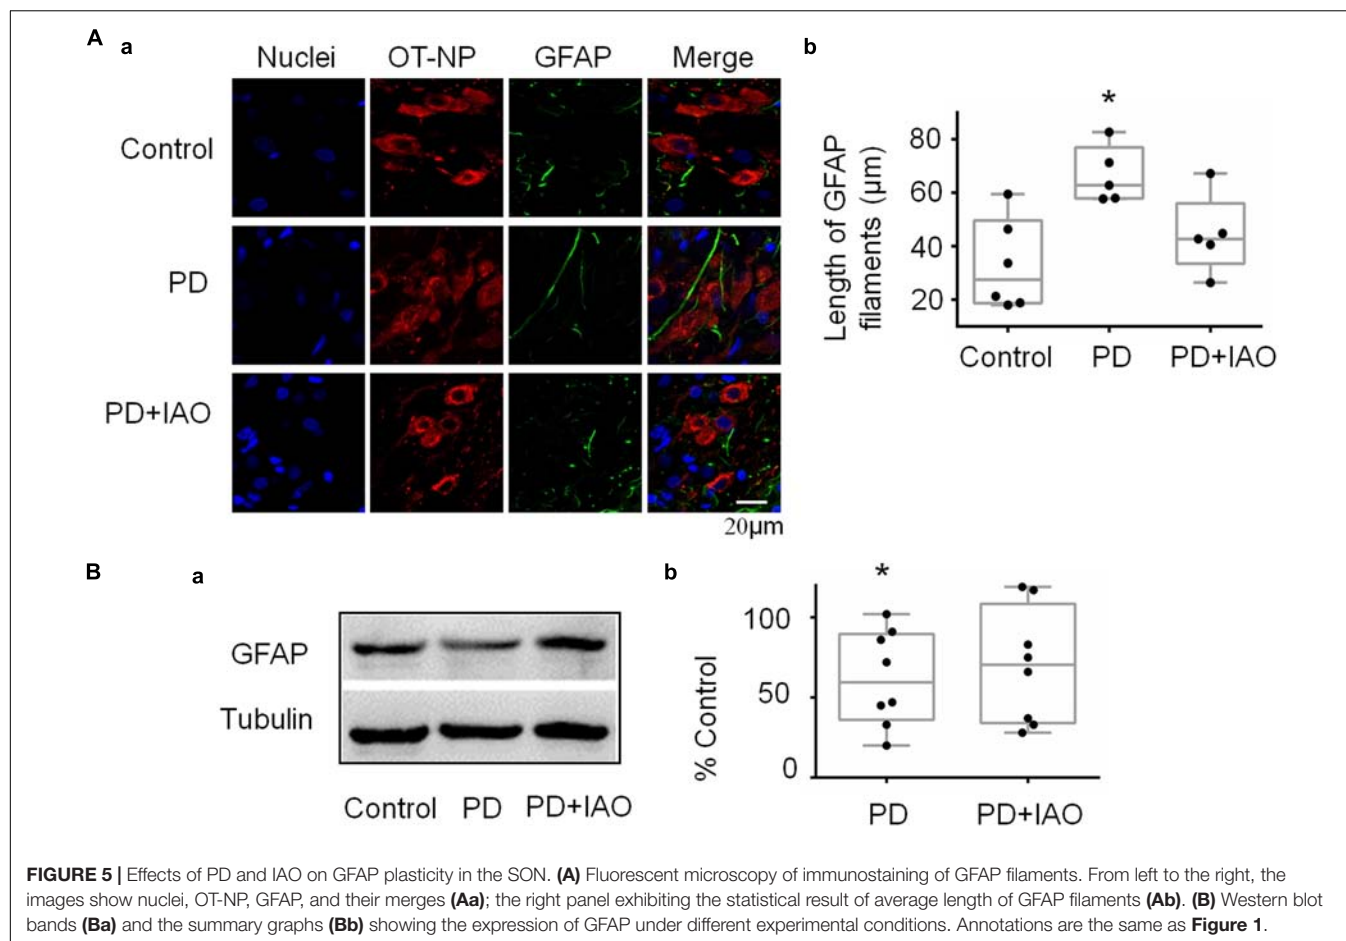 A
a
Nuclei OT-NP GFAP Merge
Control
PD
PD+IAO
20μm
b
*
Length of GFAP
filaments (μm)
80
60
40
20
Control PD PD+IAO
B
a
GFAP
Tubulin
Control PD PD+IAO
b
*
% Control
100
50
0
PD PD+IAO
FIGURE 5 | Effects of PD and IAO on GFAP plasticity in the SON. (A) Fluorescent microscopy of immunostaining of GFAP filaments. From left to the right, the
images show nuclei, OT-NP, GFAP, and their merges (Aa); the right panel exhibiting the statistical result of average length of GFAP filaments (Ab). (B) Western blot
bands (Ba) and the summary graphs (Bb) showing the expression of GFAP under different experimental conditions. Annotations are the same as Figure 1.